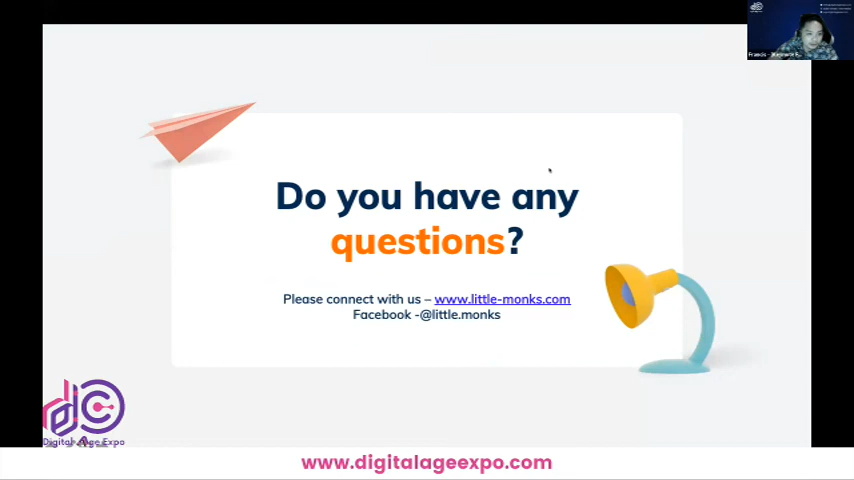 Do you have any
questions?
Please connect with us – www.little-monks.com
Facebook -@little.monks
Digital Age Expo
www.digitalageexpo.com